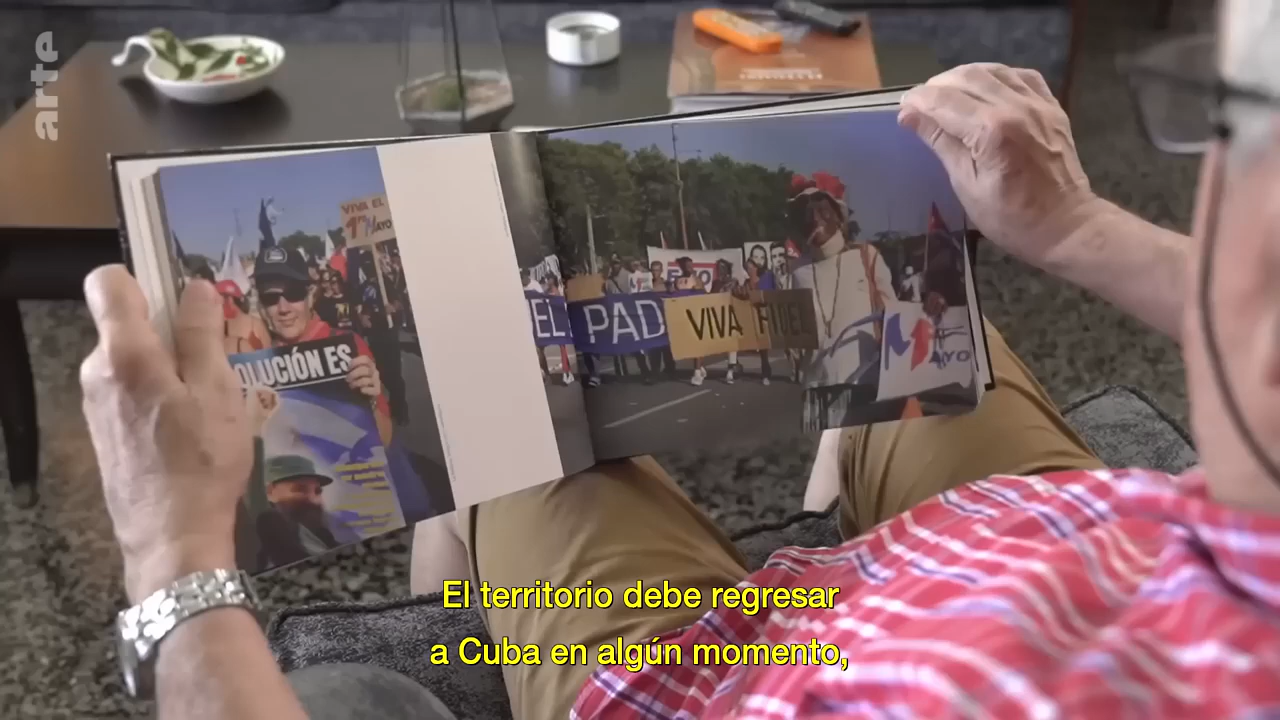 arte
VIVA EL
1º Mayo
OLUCIÓN ES
EL
PAD
VIVA FIDEL
MAYO
El territorio debe regresar
a Cuba en algún momento,